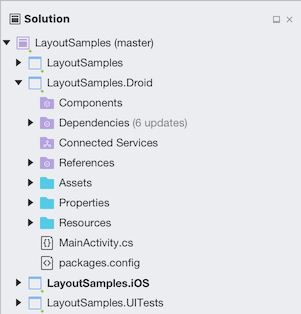 Solution
LayoutSamples (master)
LayoutSamples
LayoutSamples.Droid
Components
Dependencies (6 updates)
Connected Services
References
Assets
Properties
Resources
MainActivity.cs
packages.config
LayoutSamples.iOS
LayoutSamples.UITests